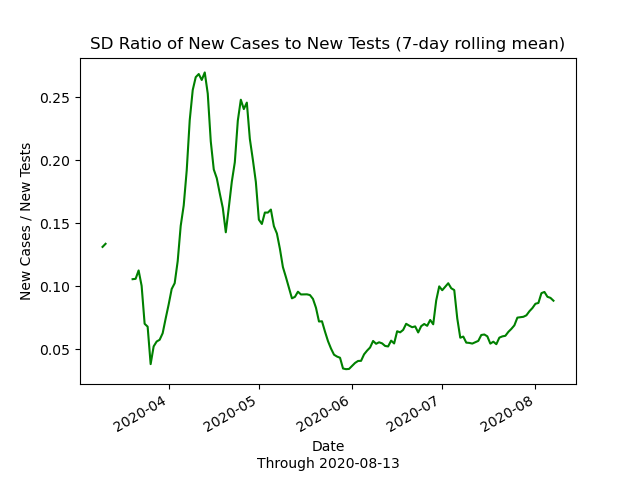 SD Ratio of New Cases to New Tests (7-day rolling mean)
New Cases / New Tests
0.25
0.20
0.15
0.10
0.05
2020-04
2020-05
2020-06
2020-07
2020-08
Date
Through 2020-08-13